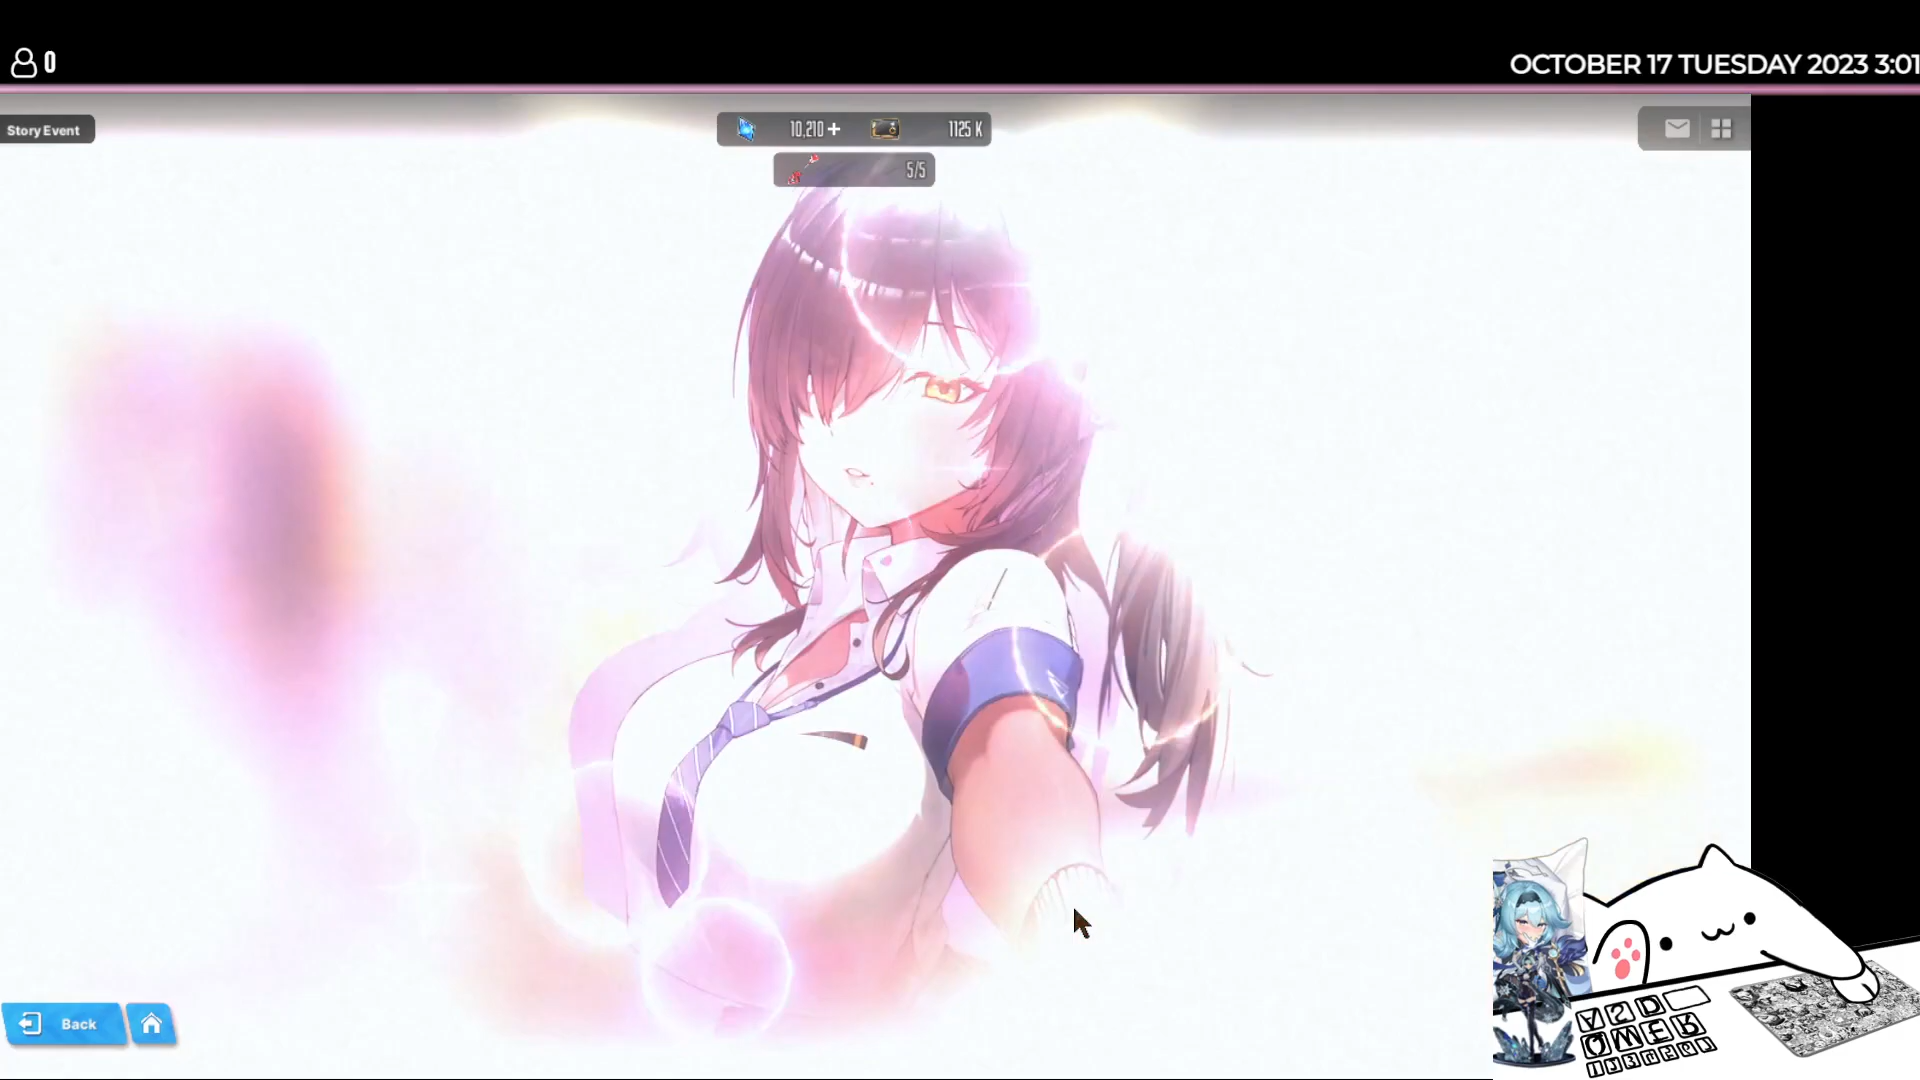 0
OCTOBER 17 TUESDAY 2023 3:01
Story Event
10,210 +
1125 K
5/5
Back
A S D
Q W E R